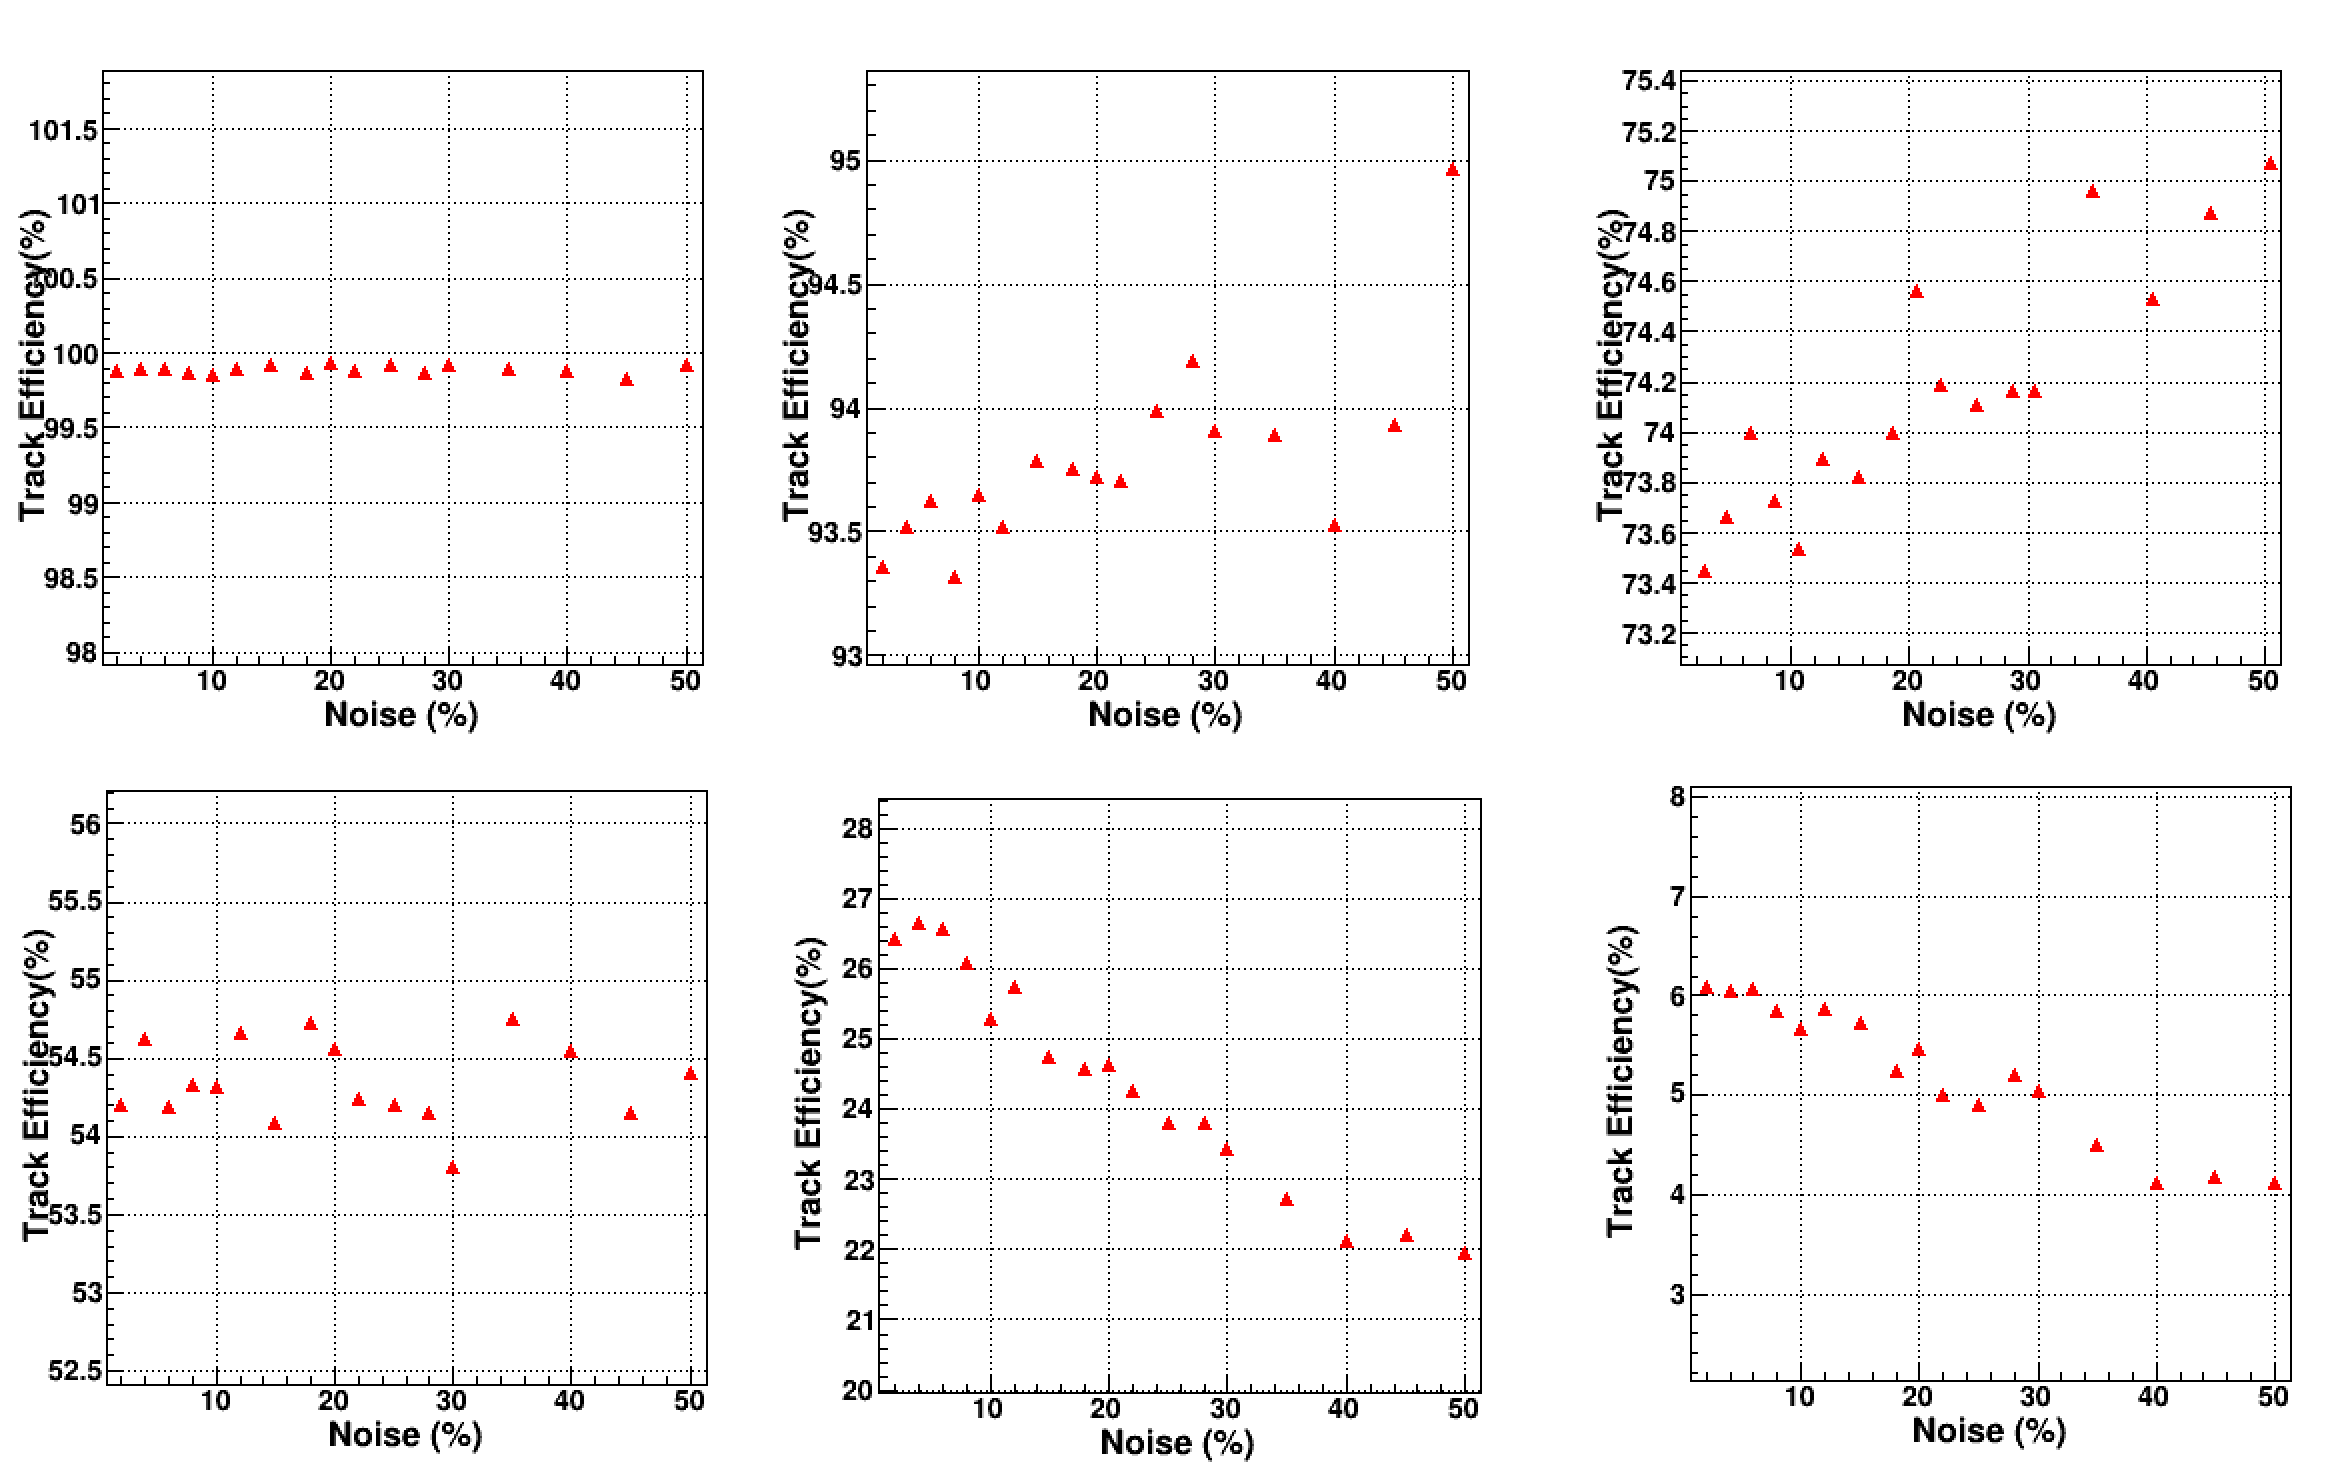 101.5
101
100.5
100
99.5
99
98.5
98
Track Efficiency(%)
10 20 30 40 50
Noise (%)
95
94.5
94
93.5
93
Track Efficiency(%)
10 20 30 40 50
Noise (%)
75.4
75.2
75
74.8
74.6
74.4
74.2
74
73.8
73.6
73.4
73.2
Track Efficiency(%)
10 20 30 40 50
Noise (%)
56
55.5
55
54.5
54
53.5
53
52.5
Track Efficiency(%)
10 20 30 40 50
Noise (%)
28
27
26
25
24
23
22
21
20
Track Efficiency(%)
10 20 30 40 50
Noise (%)
8
7
6
5
4
3
Track Efficiency(%)
10 20 30 40 50
Noise (%)